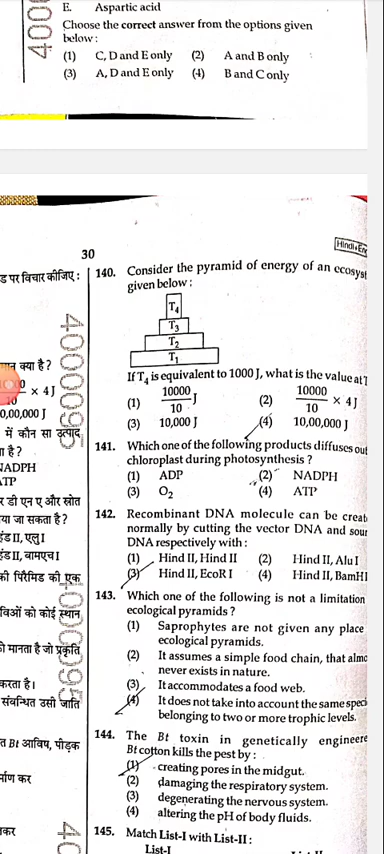 E. Aspartic acid
Choose the correct answer from the options given
below :
(1) C, D and E only (2) A and B only
(3) A, D and E only (4) B and C only
Hindi+En
30
140. Consider the pyramid of energy of an ecosyst
given below :
T4
T3
T2
T1
If T4 is equivalent to 1000 J, what is the value at T
(1) 10000/10 J (2) 10000/10 × 4 J
(3) 10,000 J (4) 10,00,000 J
141. Which one of the following products diffuses out
chloroplast during photosynthesis ?
(1) ADP (2) NADPH
(3) O2 (4) ATP
142. Recombinant DNA molecule can be creat
normally by cutting the vector DNA and sour
DNA respectively with :
(1) Hind II, Hind II (2) Hind II, Alu I
(3) Hind II, EcoR I (4) Hind II, BamHI
143. Which one of the following is not a limitation
ecological pyramids ?
(1) Saprophytes are not given any place
ecological pyramids.
(2) It assumes a simple food chain, that almo
never exists in nature.
(3) It accommodates a food web.
(4) It does not take into account the same speci
belonging to two or more trophic levels.
144. The Bt toxin in genetically engineere
Bt cotton kills the pest by :
(1) creating pores in the midgut.
(2) damaging the respiratory system.
(3) degenerating the nervous system.
(4) altering the pH of body fluids.
145. Match List-I with List-II :
List-I
ड पर विचार कीजिए :
मान क्या है ?
× 4 J
0,00,000 J
में कौन सा उत्पाद
ा है ?
NADPH
ATP
र डी एन ए और स्रोत
या जा सकता है ?
हिंड II, एलु I
हिंड II, बामएच I
की पिरैमिड की एक
विओं को कोई स्थान
ो मानता है जो प्रकृति
करता है।
संबन्धित उसी जाति
त Bt आविष, पीड़क
र्माण कर
कर
4000095
4000095
400
40